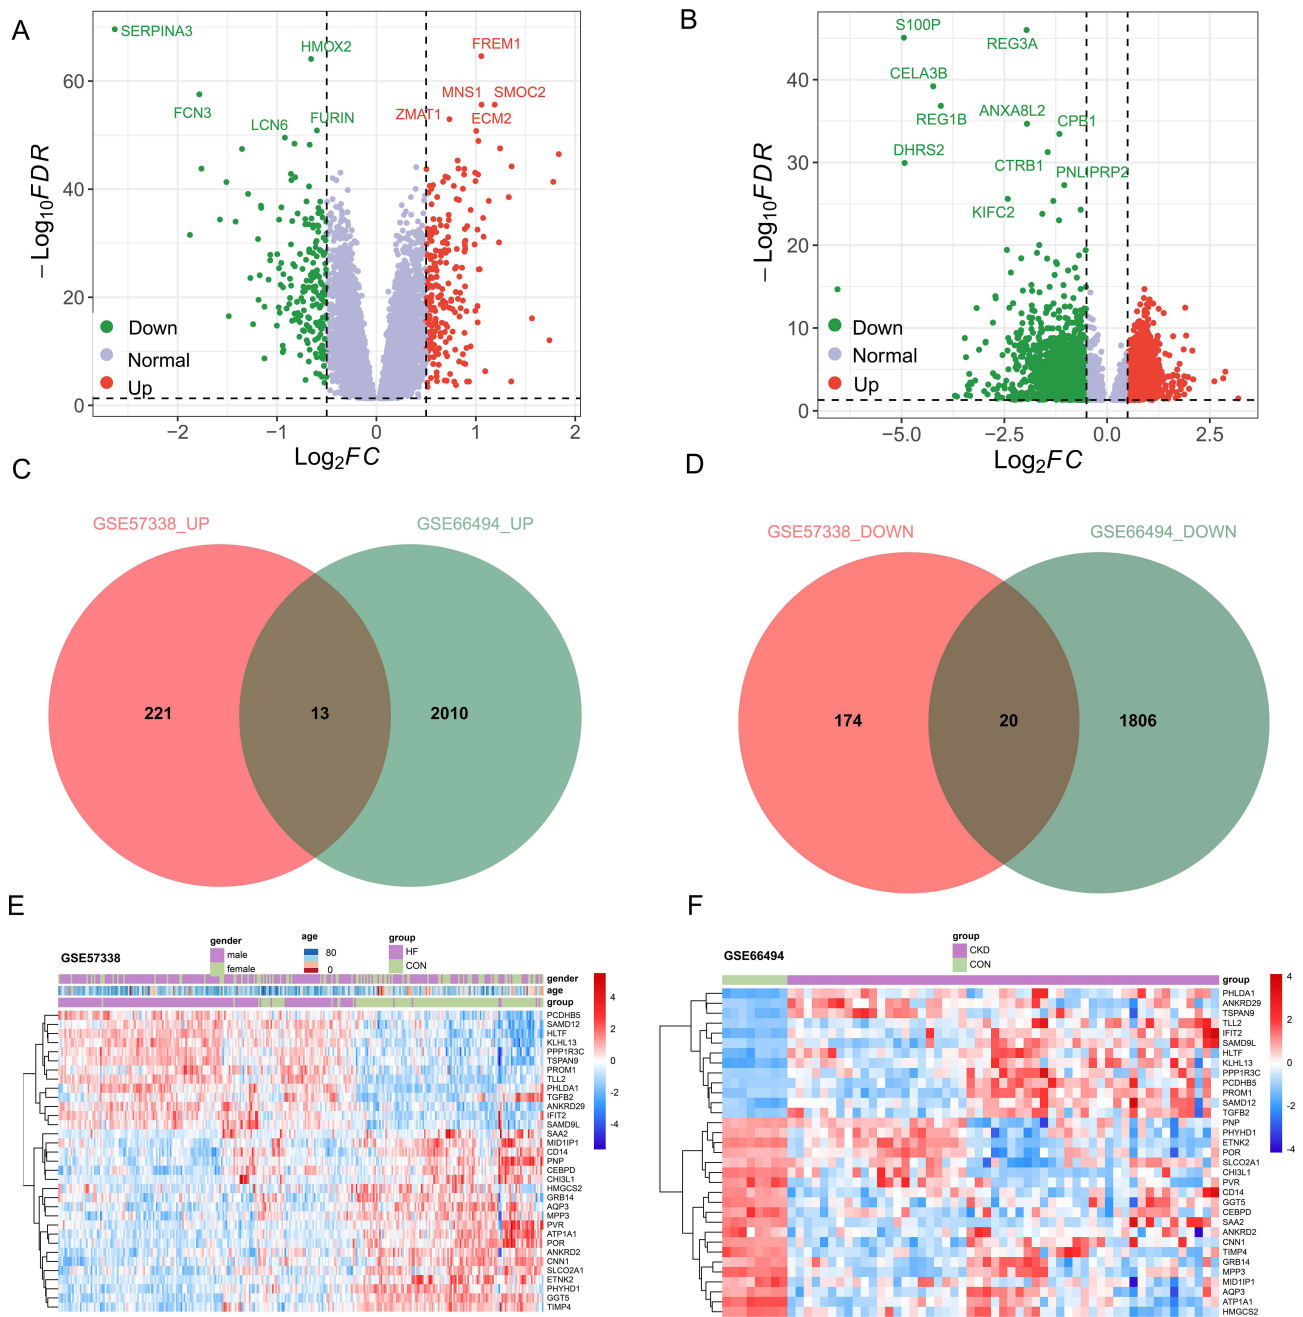 A
SERPINA3
HMOX2
FREM1
FCN3
LCN6
FURIN
MNS1
SMOC2
ZMAT1
ECM2
60
40
20
0
−Log10FDR
Down
Normal
Up
−2
−1
0
1
2
Log2FC
B
S100P
REG3A
CELA3B
REG1B
ANXA8L2
CPB1
DHRS2
CTRB1
PNLIPRP2
KIFC2
40
30
20
10
0
−Log10FDR
Down
Normal
Up
−5.0
−2.5
0.0
2.5
Log2FC
C
GSE57338_UP
GSE66494_UP
221
13
2010
D
GSE57338_DOWN
GSE66494_DOWN
174
20
1806
E
GSE57338
gender
male
female
age
80
0
group
HF
CON
gender
age
group
PCDHB5
SAMD12
HLTF
KLHL13
PPP1R3C
TSPAN9
PROM1
TLL2
PHLDA1
TGFB2
ANKRD29
IFIT2
SAMD9L
SAA2
MID1IP1
CD14
PNP
CEBPD
CHI3L1
HMGCS2
GRB14
AQP3
MPP3
PVR
ATP1A1
POR
ANKRD2
CNN1
SLCO2A1
ETNK2
PHYHD1
GGT5
TIMP4
4
2
0
-2
-4
F
GSE66494
group
CKD
CON
group
PHLDA1
ANKRD29
TSPAN9
TLL2
IFIT2
SAMD9L
HLTF
KLHL13
PPP1R3C
PCDHB5
PROM1
SAMD12
TGFB2
PNP
PHYHD1
ETNK2
POR
SLCO2A1
CHI3L1
PVR
CD14
GGT5
CEBPD
SAA2
ANKRD2
CNN1
TIMP4
GRB14
MPP3
MID1IP1
AQP3
ATP1A1
HMGCS2
4
2
0
-2
-4